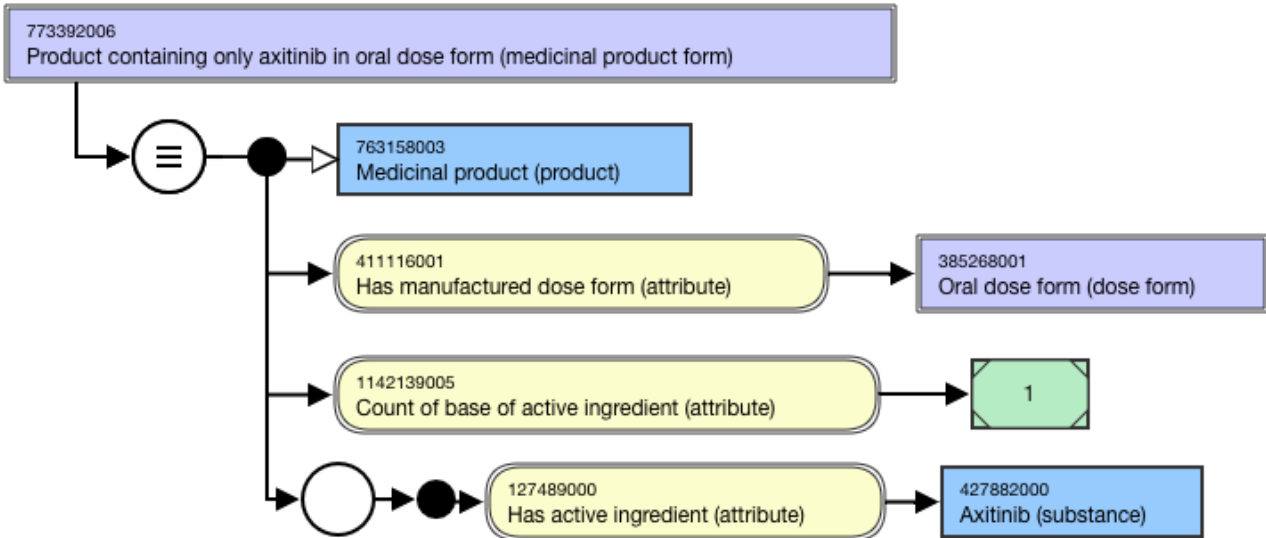 773392006
Product containing only axitinib in oral dose form (medicinal product form)
763158003
Medicinal product (product)
411116001
Has manufactured dose form (attribute)
385268001
Oral dose form (dose form)
1142139005
Count of base of active ingredient (attribute)
1
127489000
Has active ingredient (attribute)
427882000
Axitinib (substance)